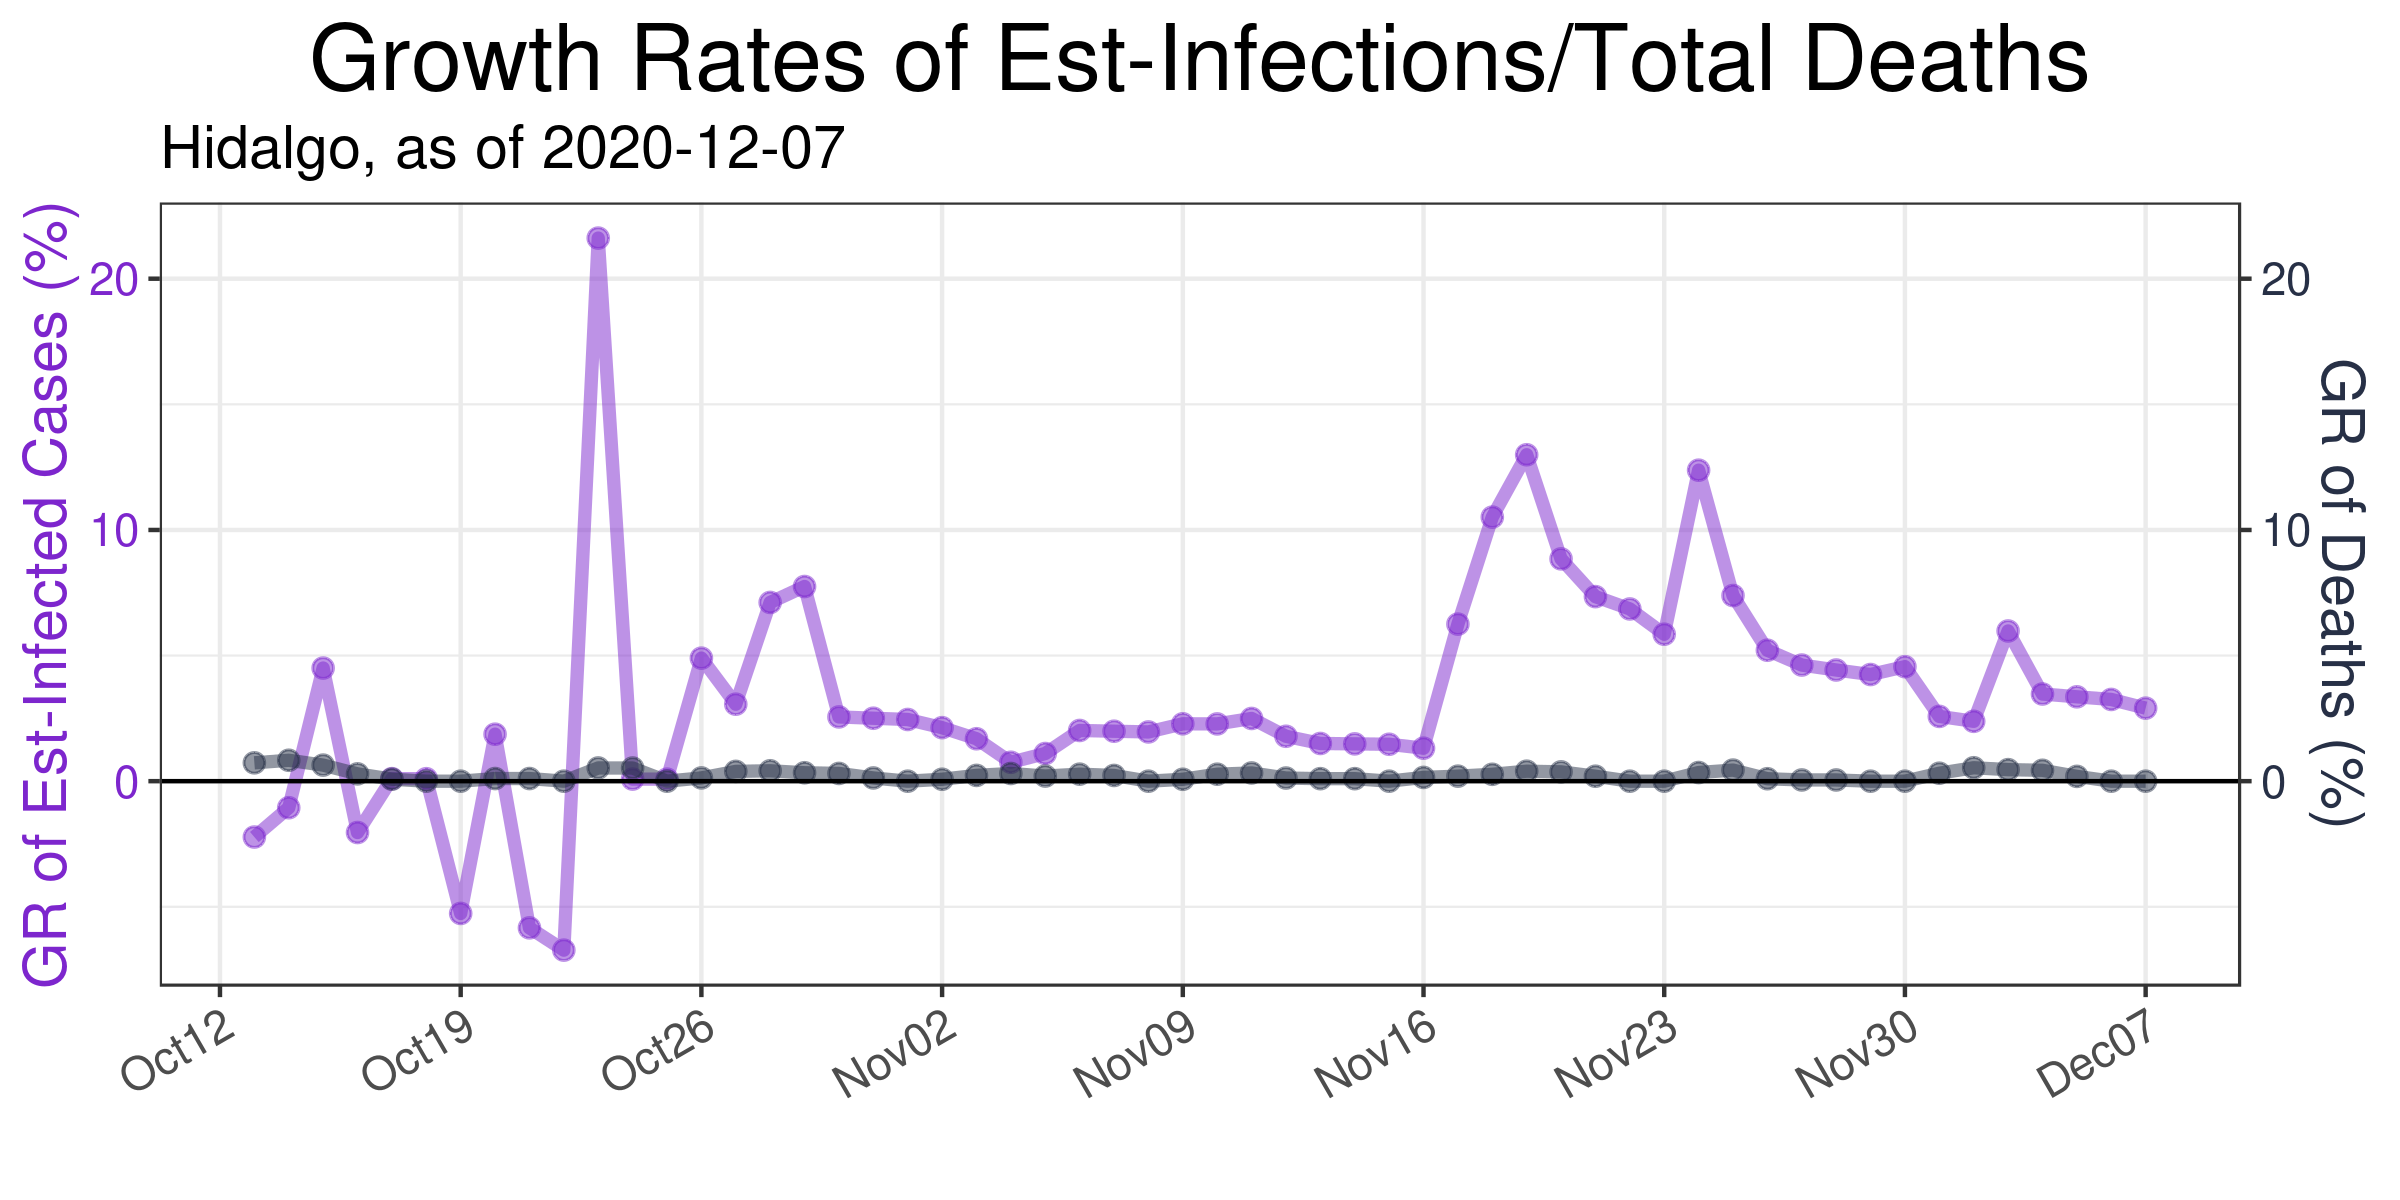 Growth Rates of Est-Infections/Total Deaths
Hidalgo, as of 2020-12-07
GR of Est-Infected Cases (%)
20
10
0
20
10
0
GR of Deaths (%)
Oct12
Oct19
Oct26
Nov02
Nov09
Nov16
Nov23
Nov30
Dec07